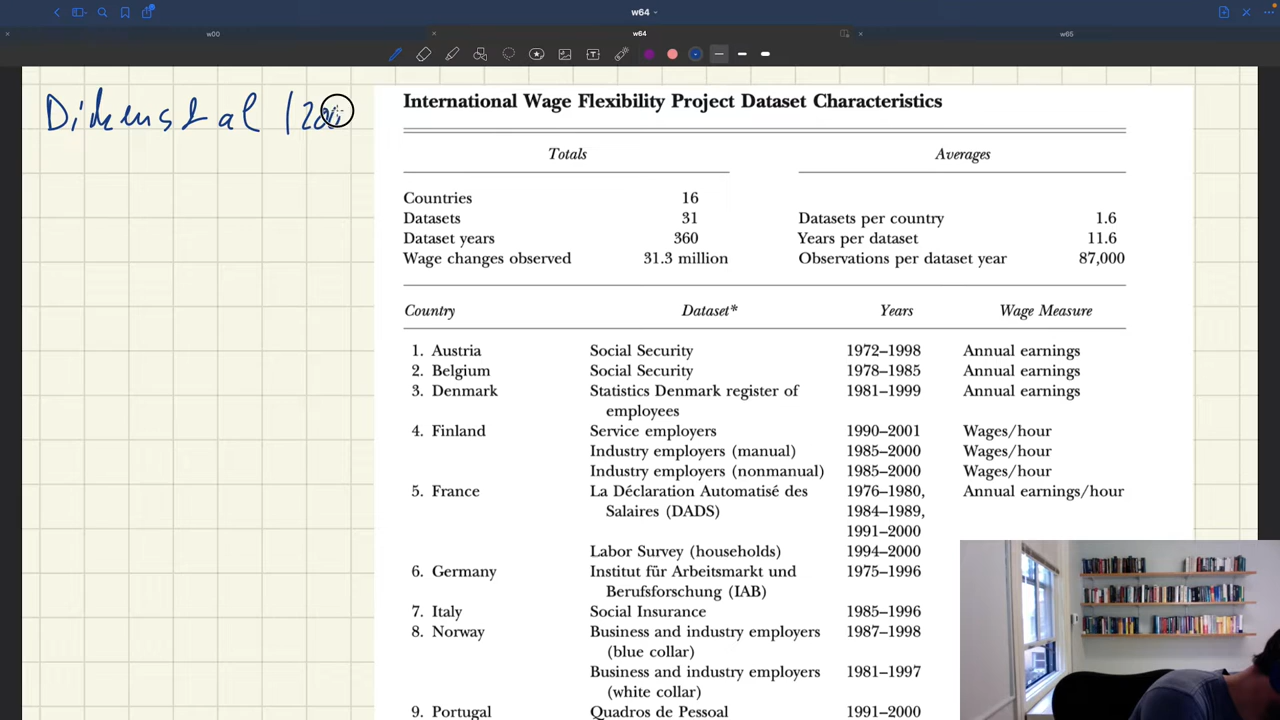 w64
w00
w64
w65
Dickens et al (200
International Wage Flexibility Project Dataset Characteristics
Totals Averages
Countries 16
Datasets 31 Datasets per country 1.6
Dataset years 360 Years per dataset 11.6
Wage changes observed 31.3 million Observations per dataset year 87,000
Country Dataset* Years Wage Measure
1. Austria Social Security 1972–1998 Annual earnings
2. Belgium Social Security 1978–1985 Annual earnings
3. Denmark Statistics Denmark register of 1981–1999 Annual earnings
employees
4. Finland Service employers 1990–2001 Wages/hour
Industry employers (manual) 1985–2000 Wages/hour
Industry employers (nonmanual) 1985–2000 Wages/hour
5. France La Déclaration Automatisé des 1976–1980, Annual earnings/hour
Salaires (DADS) 1984–1989,
1991–2000
Labor Survey (households) 1994–2000
6. Germany Institut für Arbeitsmarkt und 1975–1996
Berufsforschung (IAB)
7. Italy Social Insurance 1985–1996
8. Norway Business and industry employers 1987–1998
(blue collar)
Business and industry employers 1981–1997
(white collar)
9. Portugal Quadros de Pessoal 1991–2000